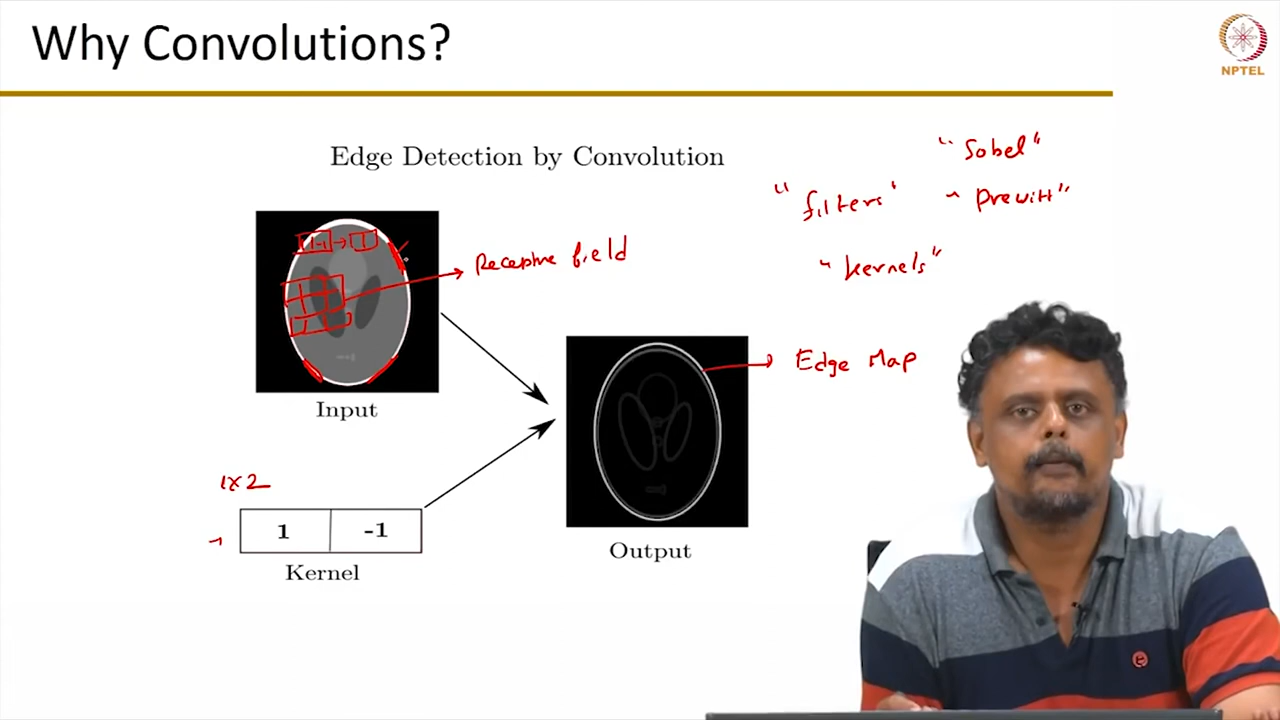 Why Convolutions?
NPTEL
Edge Detection by Convolution
"Sobel"
"filters"
"Prewitt"
"kernels"
Receptive field
Edge Map
Input
1x2
1 -1
Kernel
Output